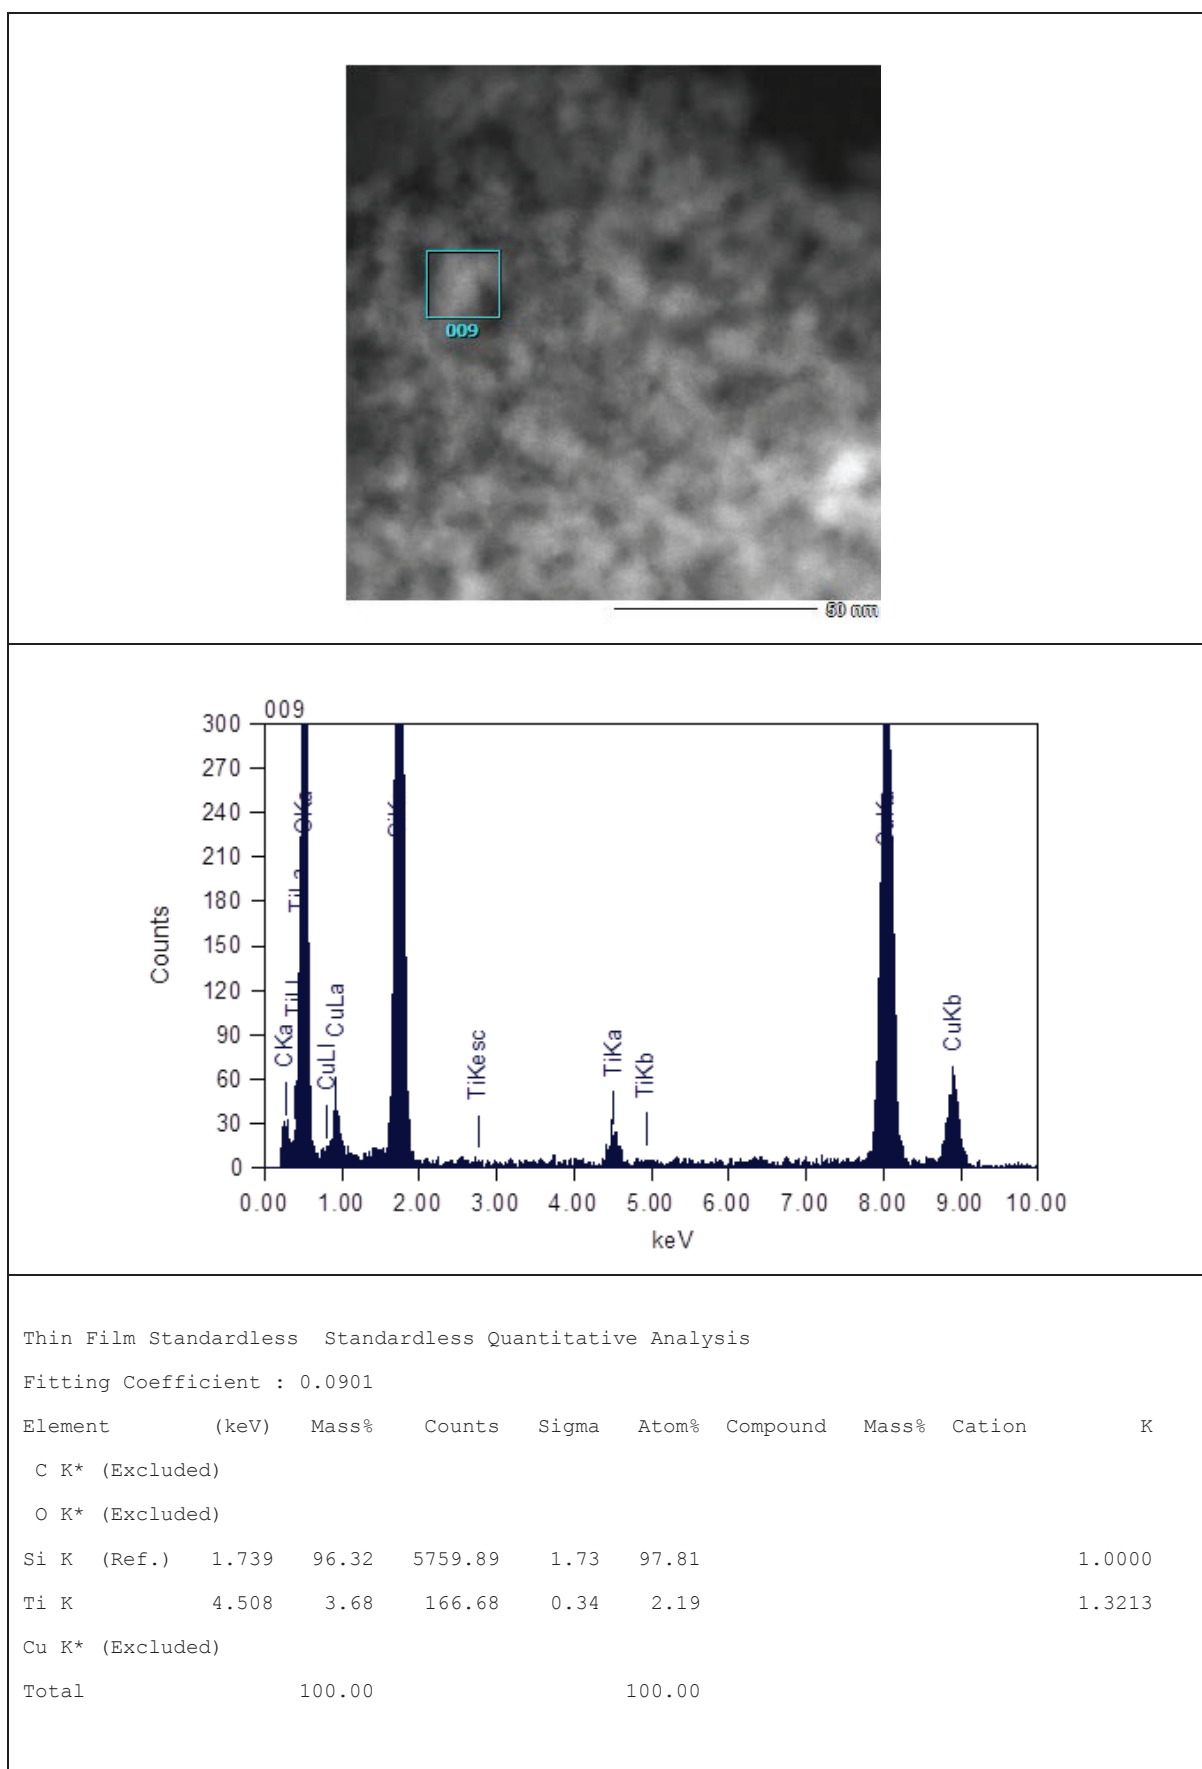 009
50 nm
009
300
270
240
210
180
150
120
90
60
30
0
Counts
CKa
CuLl
CuLa
TiKesc
TiKa
TiKb
CuKb
0.00 1.00 2.00 3.00 4.00 5.00 6.00 7.00 8.00 9.00 10.00
keV
Thin Film Standardless Standardless Quantitative Analysis
Fitting Coefficient : 0.0901
Element (keV) Mass% Counts Sigma Atom% Compound Mass% Cation K
C K* (Excluded)
O K* (Excluded)
Si K (Ref.) 1.739 96.32 5759.89 1.73 97.81 1.0000
Ti K 4.508 3.68 166.68 0.34 2.19 1.3213
Cu K* (Excluded)
Total 100.00 100.00